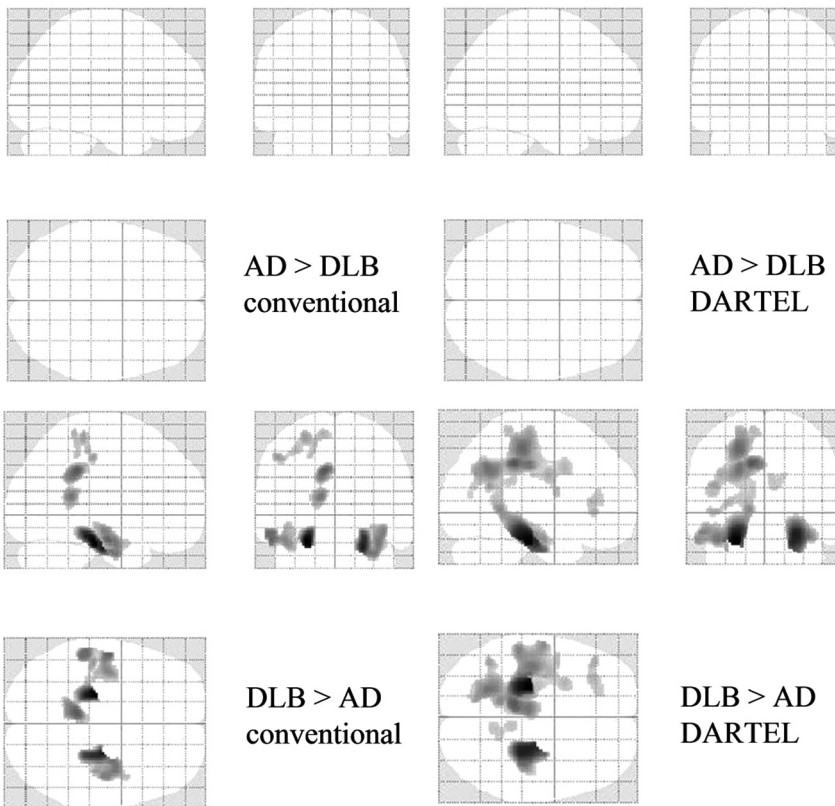 AD > DLB
conventional
AD > DLB
DARTEL
DLB > AD
conventional
DLB > AD
DARTEL